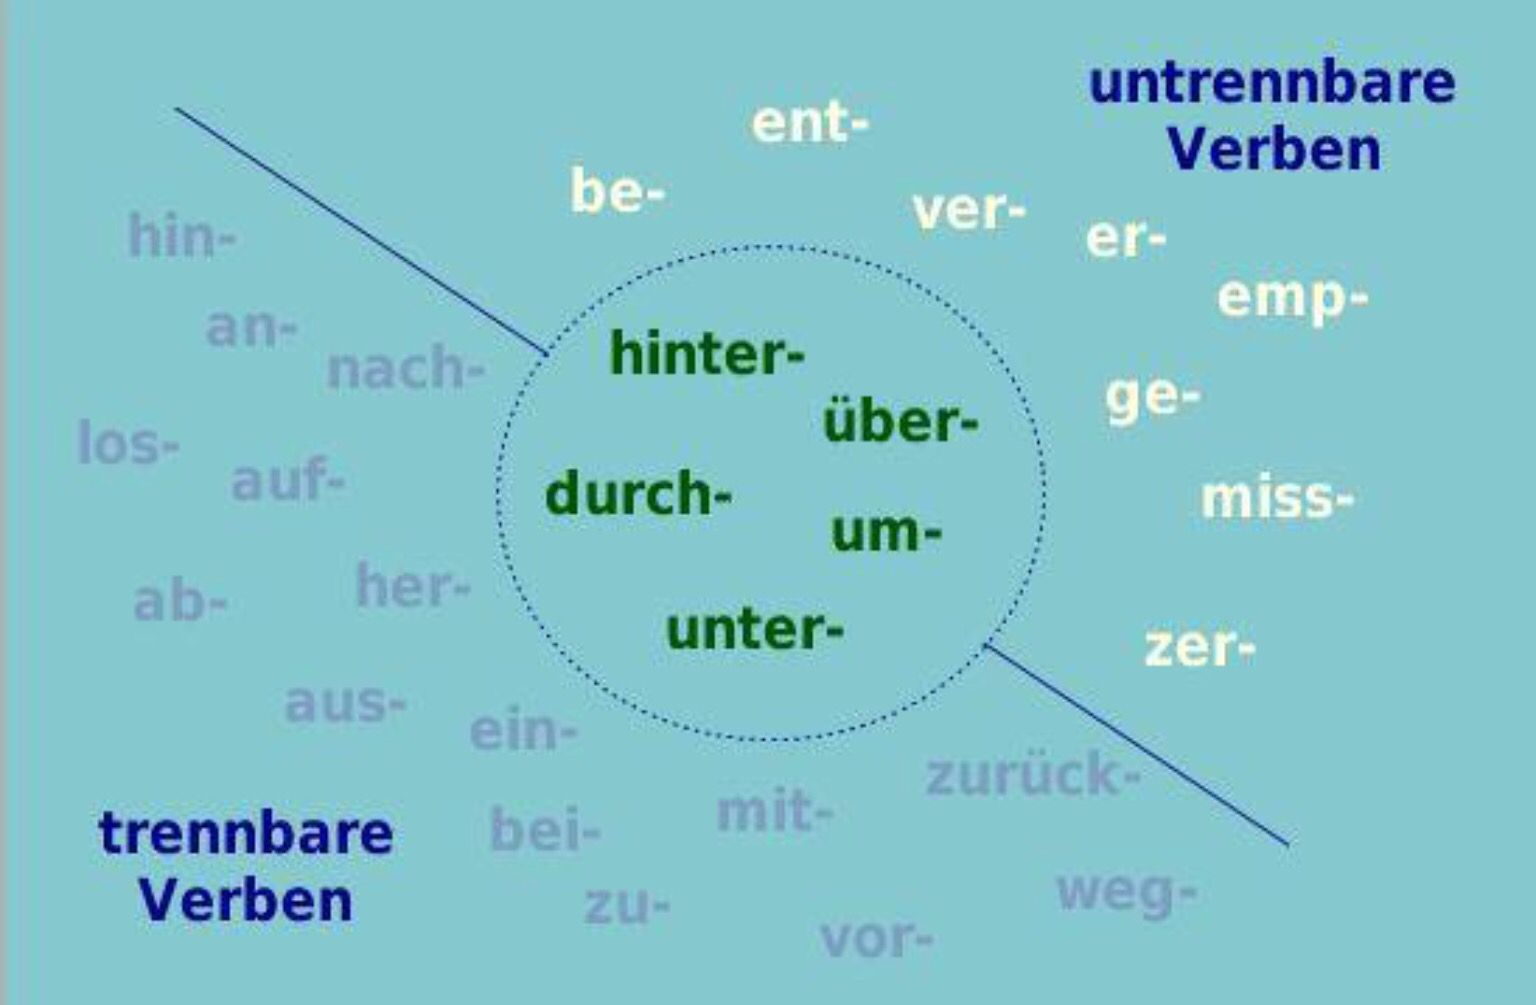 untrennbare
Verben
ent-
be-
ver-
er-
emp-
ge-
miss-
zer-
hin-
an-
nach-
los-
auf-
ab-
her-
aus-
ein-
hinter-
über-
durch-
um-
unter-
trennbare
Verben
bei-
mit-
zurück-
zu-
vor-
weg-